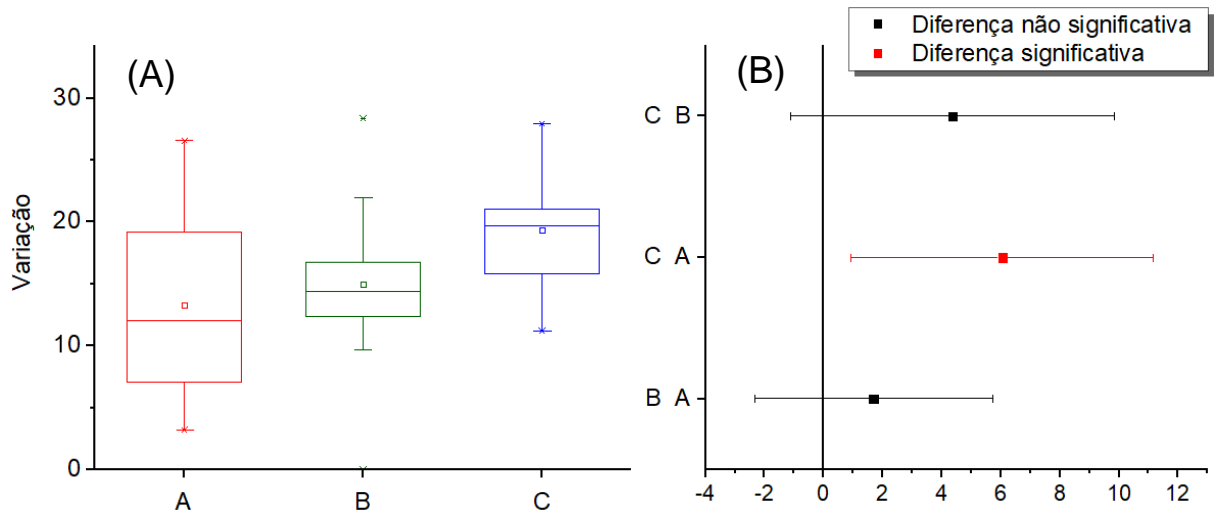 (A)
Variação
30
20
10
0
A B C
Diferença não significativa
Diferença significativa
(B)
C B
C A
B A
-4 -2 0 2 4 6 8 10 12